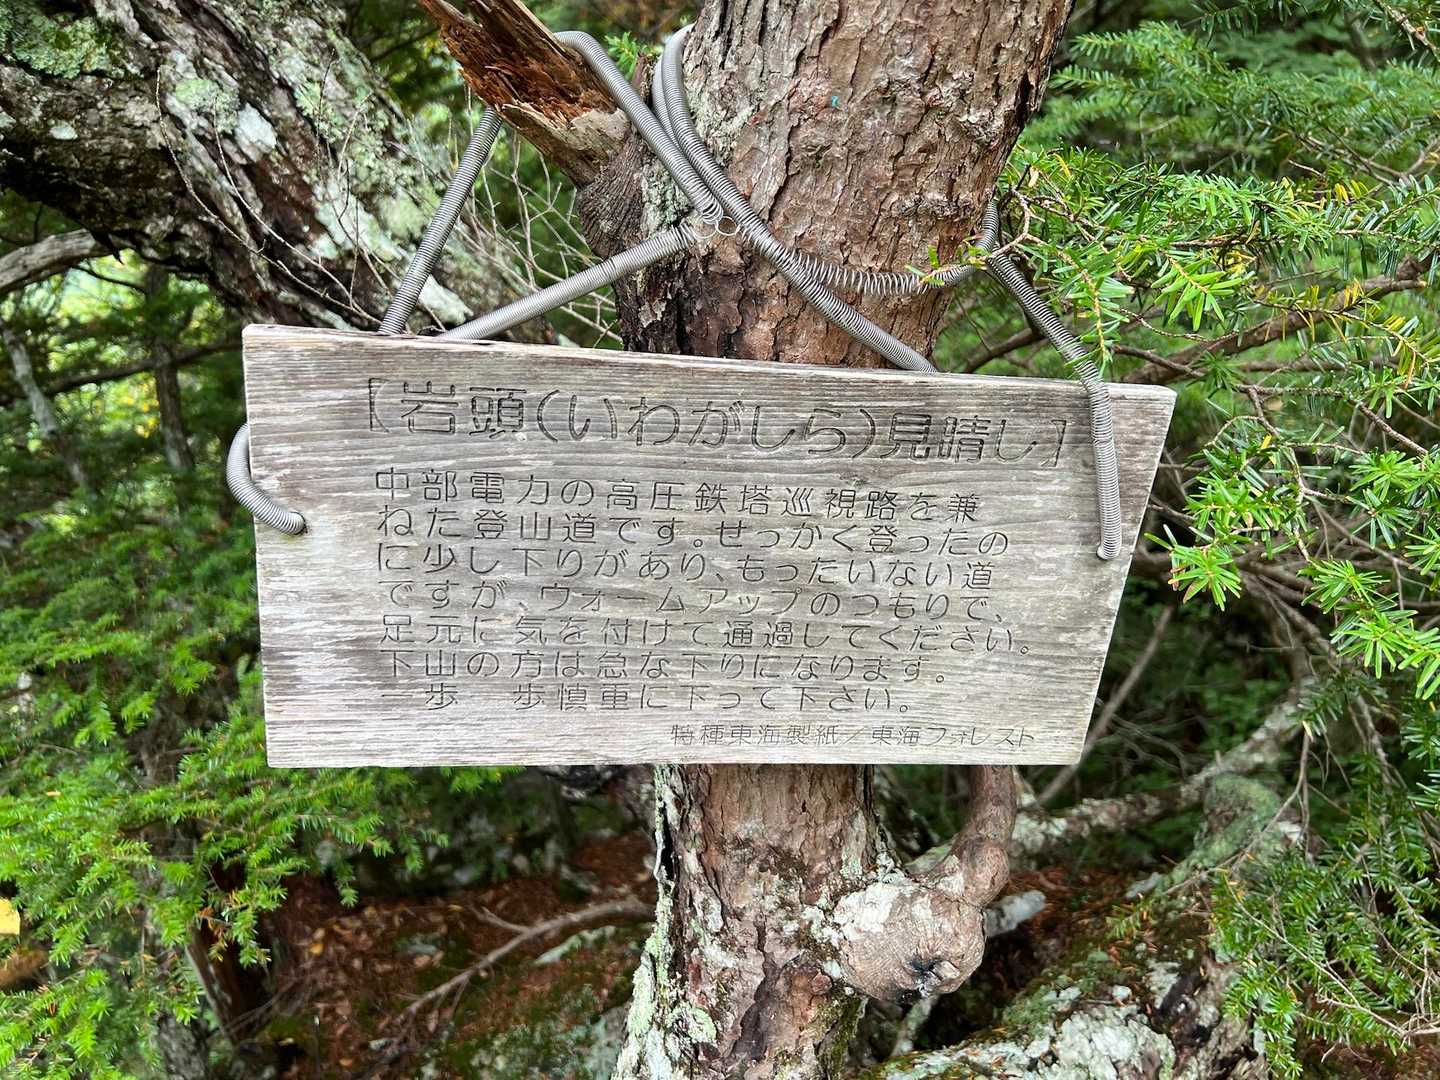 【岩頭(いわがしら)見晴し】
中部電力の高圧鉄塔巡視路を兼
ねた登山道です。せっかく登ったの
に少し下りがあり、もったいない道
ですが、ウォームアップのつもりで、
足元に気を付けて通過してください。
下山の方は急な下りになります。
一歩一歩慎重に下って下さい。
特種東海製紙／東海フォレスト